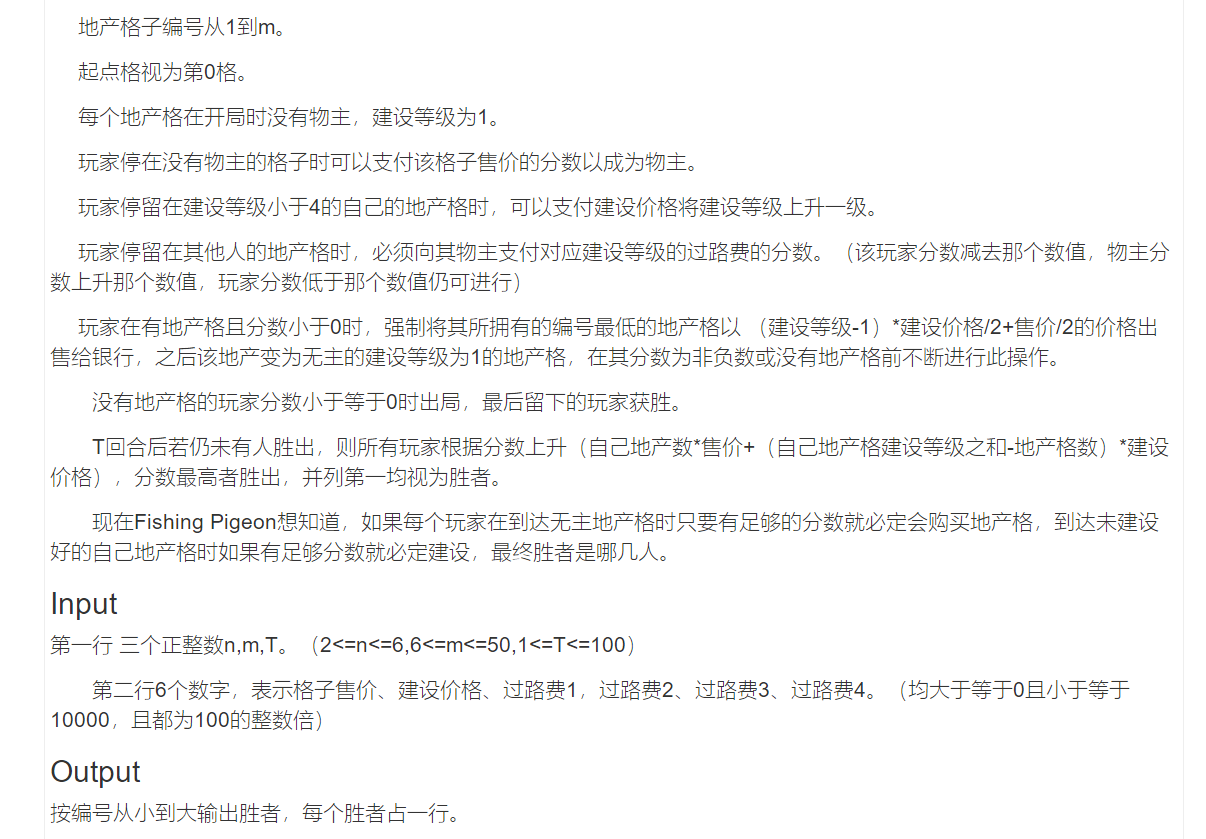 地产格子编号从1到m。
起点格视为第0格。
每个地产格在开局时没有物主，建设等级为1。
玩家停在没有物主的格子时可以支付该格子售价的分数以成为物主。
玩家停留在建设等级小于4的自己的地产格时，可以支付建设价格将建设等级上升一级。
玩家停留在其他人的地产格时，必须向其物主支付对应建设等级的过路费的分数。（该玩家分数减去那个数值，物主分
数上升那个数值，玩家分数低于那个数值仍可进行）
玩家在有地产格且分数小于0时，强制将其所拥有的编号最低的地产格以 （建设等级-1）*建设价格/2+售价/2的价格出
售给银行，之后该地产变为无主的建设等级为1的地产格，在其分数为非负数或没有地产格前不断进行此操作。
没有地产格的玩家分数小于等于0时出局，最后留下的玩家获胜。
T回合后若仍未有人胜出，则所有玩家根据分数上升（自己地产数*售价+（自己地产格建设等级之和-地产格数）*建设
价格），分数最高者胜出，并列第一均视为胜者。
现在Fishing Pigeon想知道，如果每个玩家在到达无主地产格时只要有足够的分数就必定会购买地产格，到达未建设
好的自己地产格时如果有足够分数就必定建设，最终胜者是哪几人。
Input
第一行 三个正整数n,m,T。（2<=n<=6,6<=m<=50,1<=T<=100）
第二行6个数字，表示格子售价、建设价格、过路费1，过路费2、过路费3、过路费4。（均大于等于0且小于等于
10000，且都为100的整数倍）
Output
按编号从小到大输出胜者，每个胜者占一行。